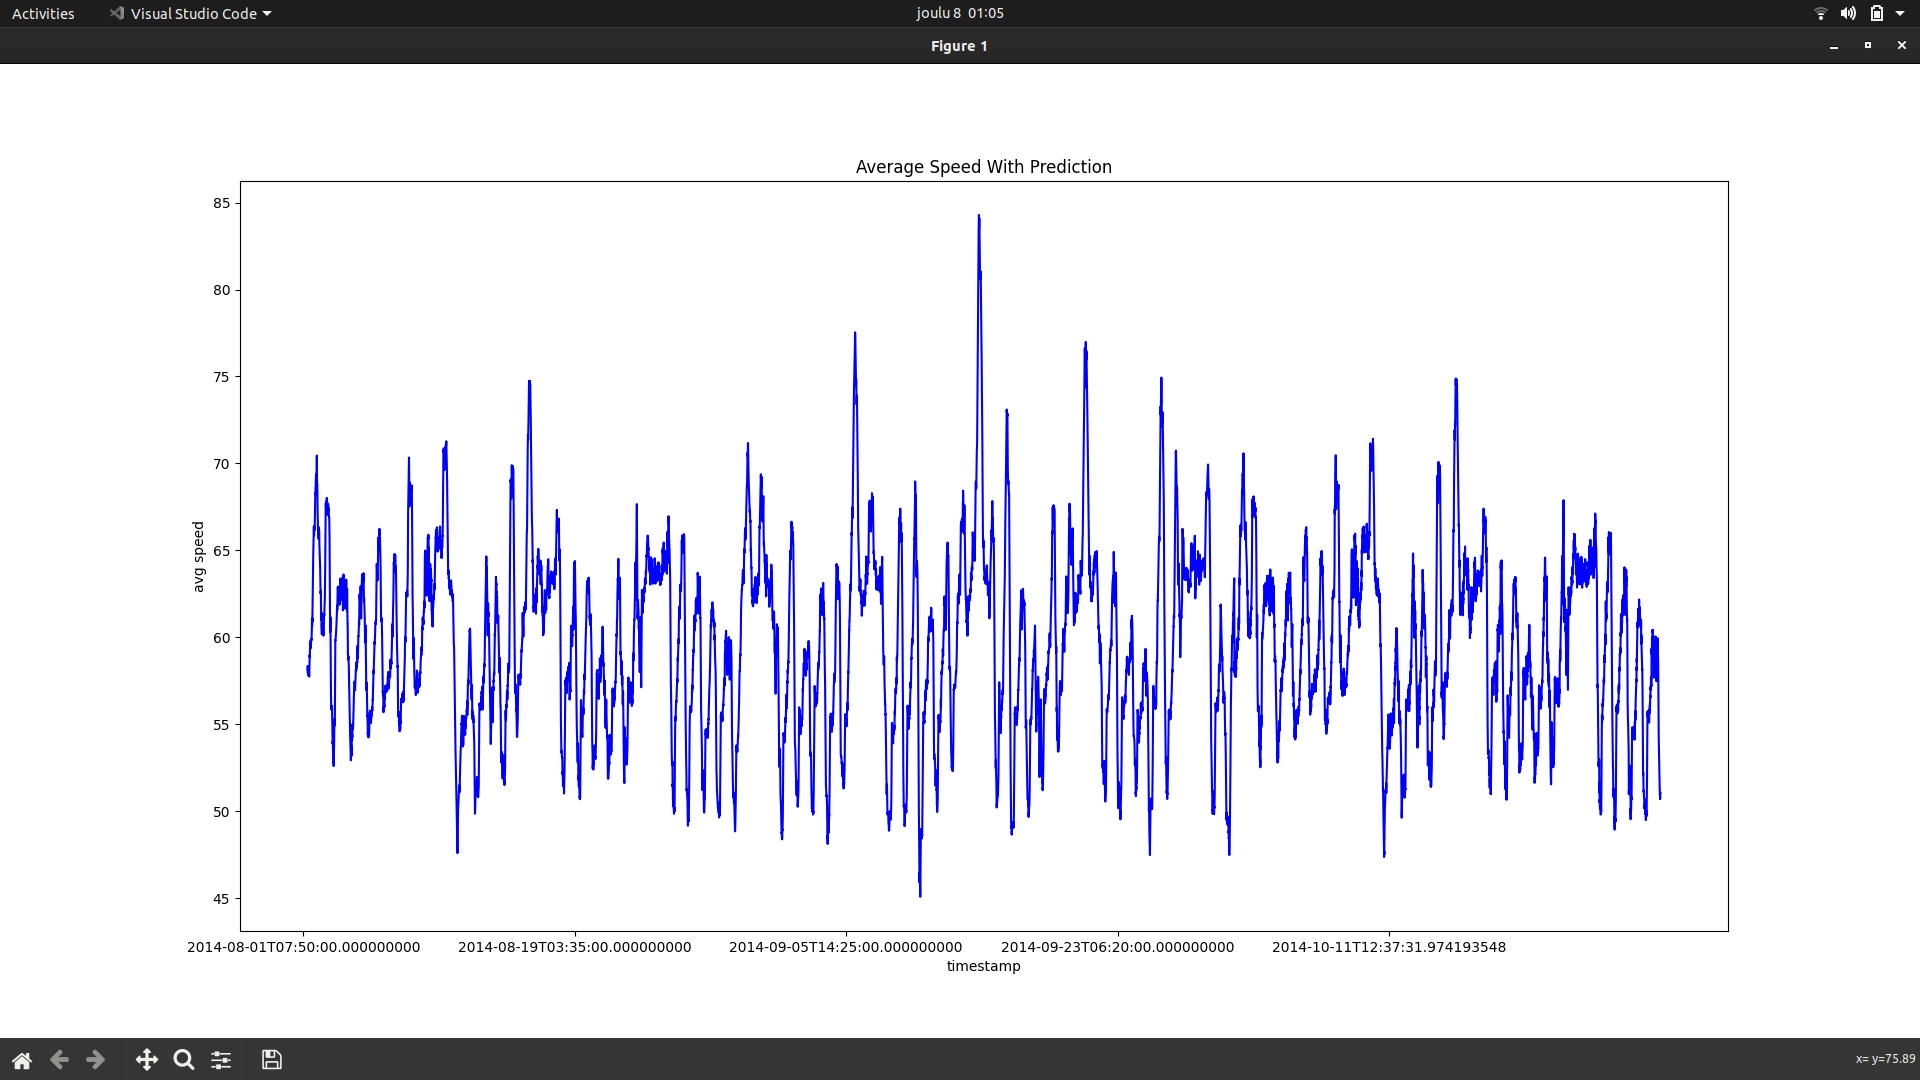 Activities Visual Studio Code joulu 8 01:05
Figure 1
Average Speed With Prediction
85
80
75
70
65
60
55
50
45
avg speed
2014-08-01T07:50:00.000000000 2014-08-19T03:35:00.000000000 2014-09-05T14:25:00.000000000 2014-09-23T06:20:00.000000000 2014-10-11T12:37:31.974193548
timestamp
x= y=75.89